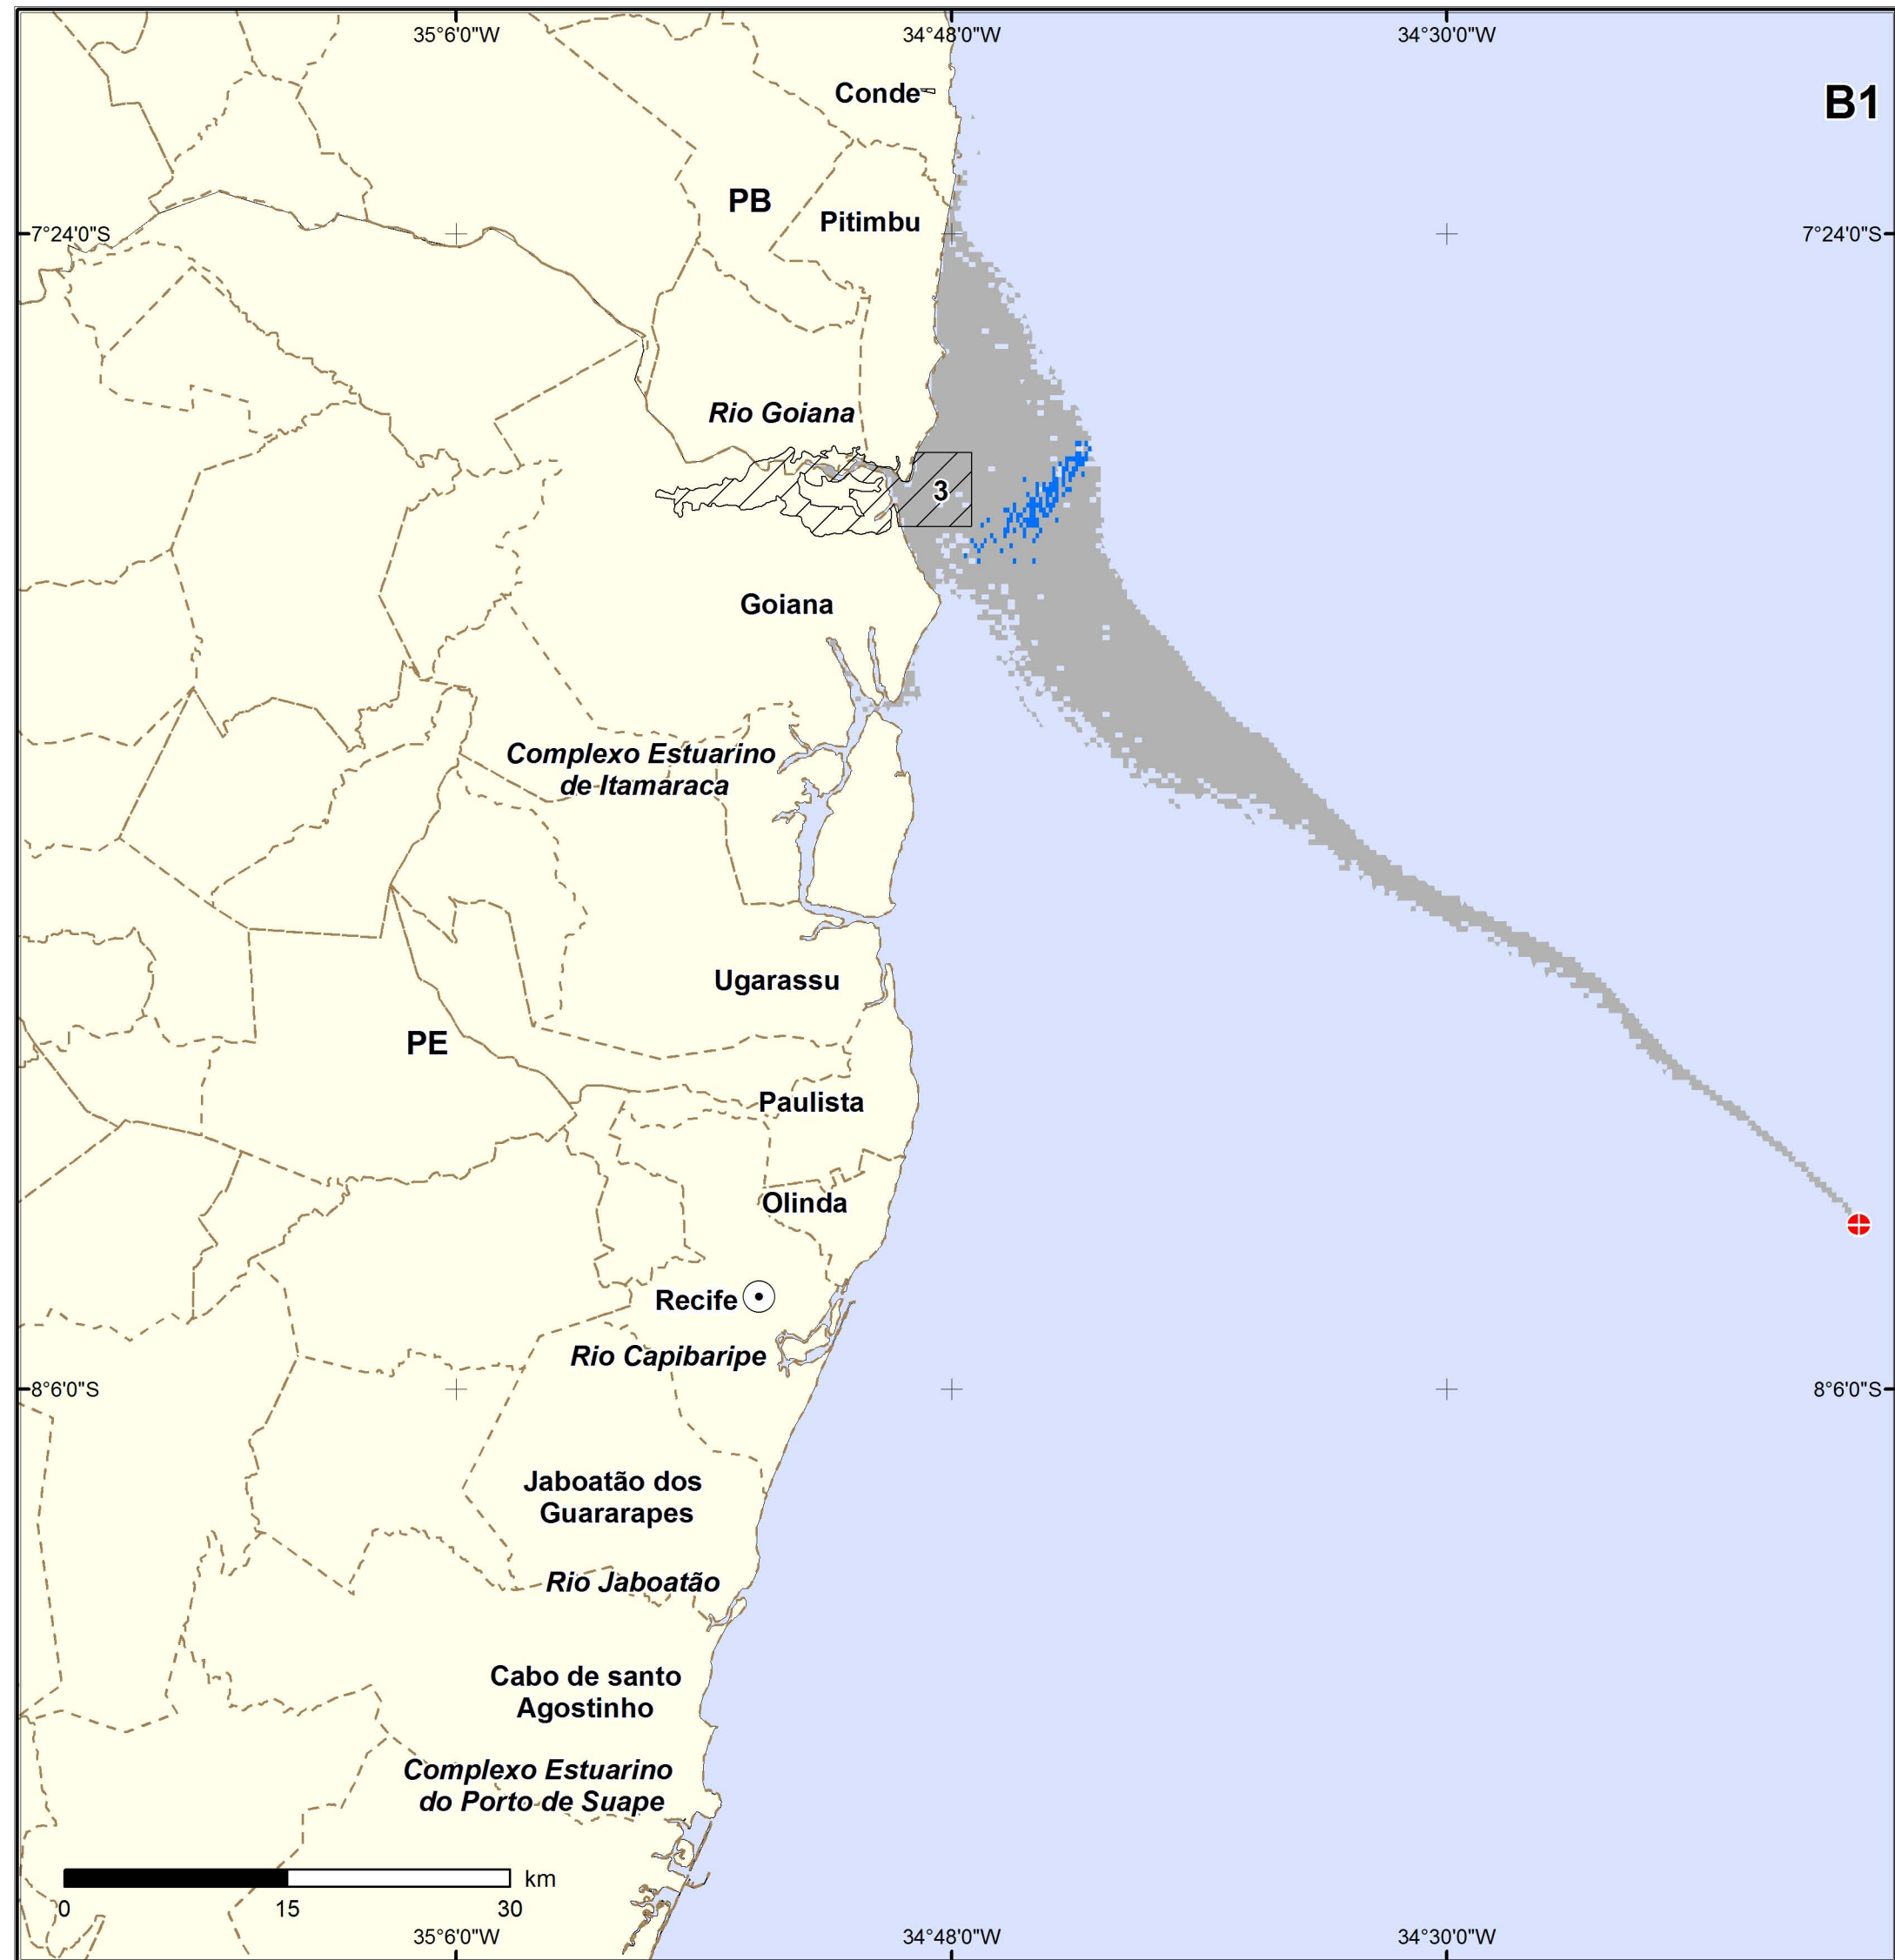 35°6'0"W
34°48'0"W
34°30'0"W
Conde
B1
PB
Pitimbu
7°24'0"S
7°24'0"S
Rio Goiana
3
Goiana
Complexo Estuarino
de Itamaraca
Ugarassu
PE
Paulista
Olinda
Recife
Rio Capibaripe
8°6'0"S
8°6'0"S
Jaboatão dos
Guararapes
Rio Jaboatão
Cabo de santo
Agostinho
Complexo Estuarino
do Porto de Suape
km
0
15
30
35°6'0"W
34°48'0"W
34°30'0"W